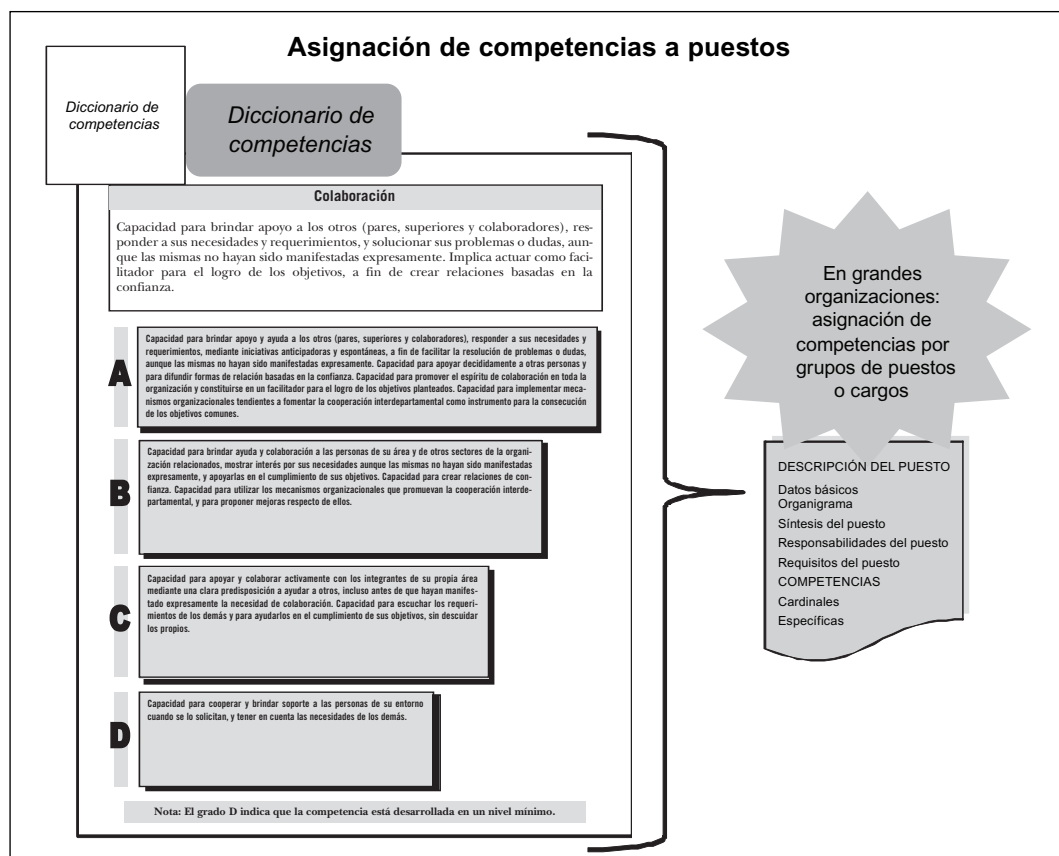 Asignación de competencias a puestos
Diccionario de
competencias
Diccionario de
competencias
Colaboración
Capacidad para brindar apoyo a los otros (pares, superiores y colaboradores), res-
ponder a sus necesidades y requerimientos, y solucionar sus problemas o dudas, aun-
que las mismas no hayan sido manifestadas expresamente. Implica actuar como faci-
litador para el logro de los objetivos, a fin de crear relaciones basadas en la
confianza.
A
Capacidad para brindar apoyo y ayuda a los otros (pares, superiores y colaboradores), responder a sus necesidades y
requerimientos, mediante iniciativas anticipadoras y espontáneas, a fin de facilitar la resolución de problemas o dudas,
aunque las mismas no hayan sido manifestadas expresamente. Capacidad para apoyar decididamente a otras personas y
para difundir formas de relación basadas en la confianza. Capacidad para promover el espíritu de colaboración en toda la
organización y constituirse en un facilitador para el logro de los objetivos planteados. Capacidad para implementar meca-
nismos organizacionales tendientes a fomentar la cooperación interdepartamental como instrumento para la consecución
de los objetivos comunes.
B
Capacidad para brindar ayuda y colaboración a las personas de su área y de otros sectores de la organi-
zación relacionados, mostrar interés por sus necesidades aunque las mismas no hayan sido manifestadas
expresamente, y apoyarlas en el cumplimiento de sus objetivos. Capacidad para crear relaciones de con-
fianza. Capacidad para utilizar los mecanismos organizacionales que promuevan la cooperación interde-
partamental, y para proponer mejoras respecto de ellos.
C
Capacidad para apoyar y colaborar activamente con los integrantes de su propia área
mediante una clara predisposición a ayudar a otros, incluso antes de que hayan manifes-
tado expresamente la necesidad de colaboración. Capacidad para escuchar los requeri-
mientos de los demás y para ayudarlos en el cumplimiento de sus objetivos, sin descuidar
los propios.
D
Capacidad para cooperar y brindar soporte a las personas de su entorno
cuando se lo solicitan, y tener en cuenta las necesidades de los demás.
Nota: El grado D indica que la competencia está desarrollada en un nivel mínimo.
En grandes
organizaciones:
asignación de
competencias por
grupos de puestos
o cargos
DESCRIPCIÓN DEL PUESTO
Datos básicos
Organigrama
Síntesis del puesto
Responsabilidades del puesto
Requisitos del puesto
COMPETENCIAS
Cardinales
Específicas